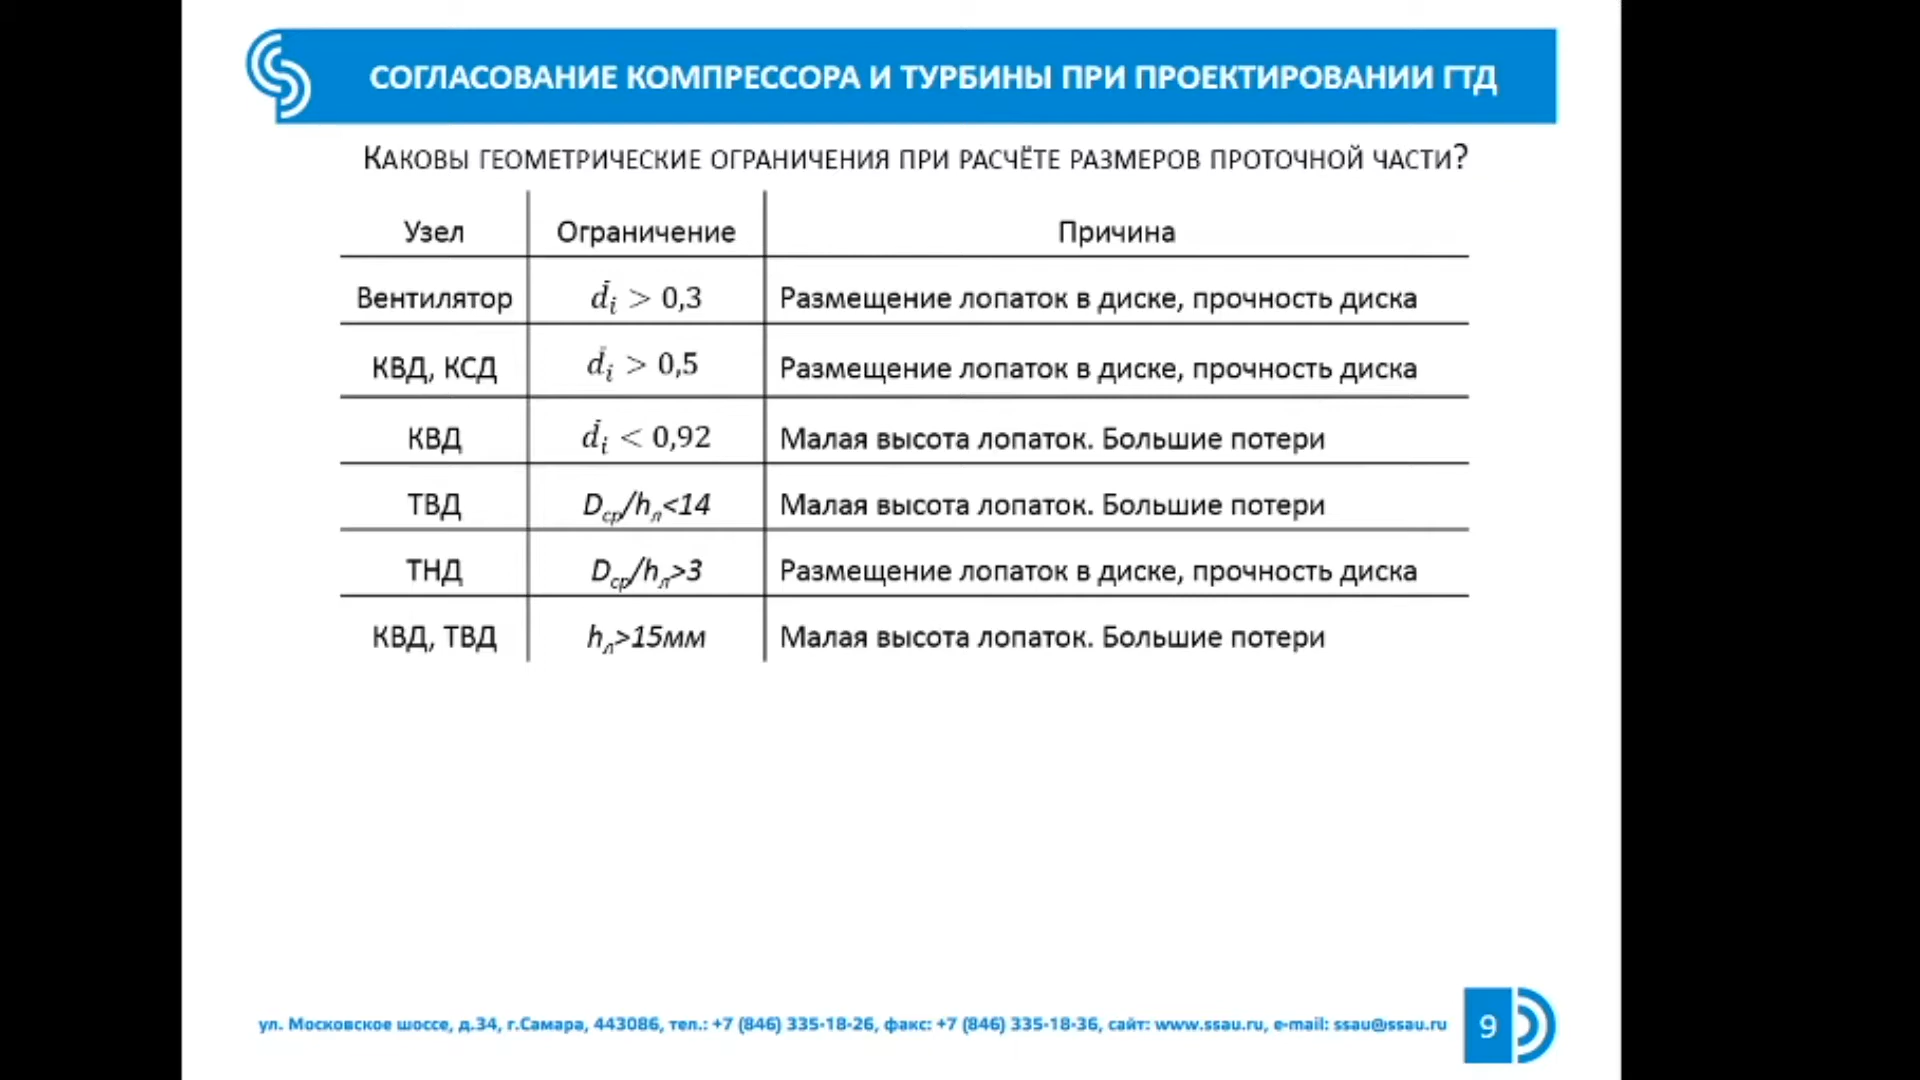 СОГЛАСОВАНИЕ КОМПРЕССОРА И ТУРБИНЫ ПРИ ПРОЕКТИРОВАНИИ ГТД
КАКОВЫ ГЕОМЕТРИЧЕСКИЕ ОГРАНИЧЕНИЯ ПРИ РАСЧЁТЕ РАЗМЕРОВ ПРОТОЧНОЙ ЧАСТИ?
Узел Ограничение Причина
Вентилятор d̄ᵢ > 0,3 Размещение лопаток в диске, прочность диска
КВД, КСД d̄ᵢ > 0,5 Размещение лопаток в диске, прочность диска
КВД d̄ᵢ < 0,92 Малая высота лопаток. Большие потери
ТВД Dср/hл<14 Малая высота лопаток. Большие потери
ТНД Dср/hл>3 Размещение лопаток в диске, прочность диска
КВД, ТВД hл>15мм Малая высота лопаток. Большие потери
ул. Московское шоссе, д.34, г.Самара, 443086, тел.: +7 (846) 335-18-26, факс: +7 (846) 335-18-36, сайт: www.ssau.ru, e-mail: ssau@ssau.ru
9